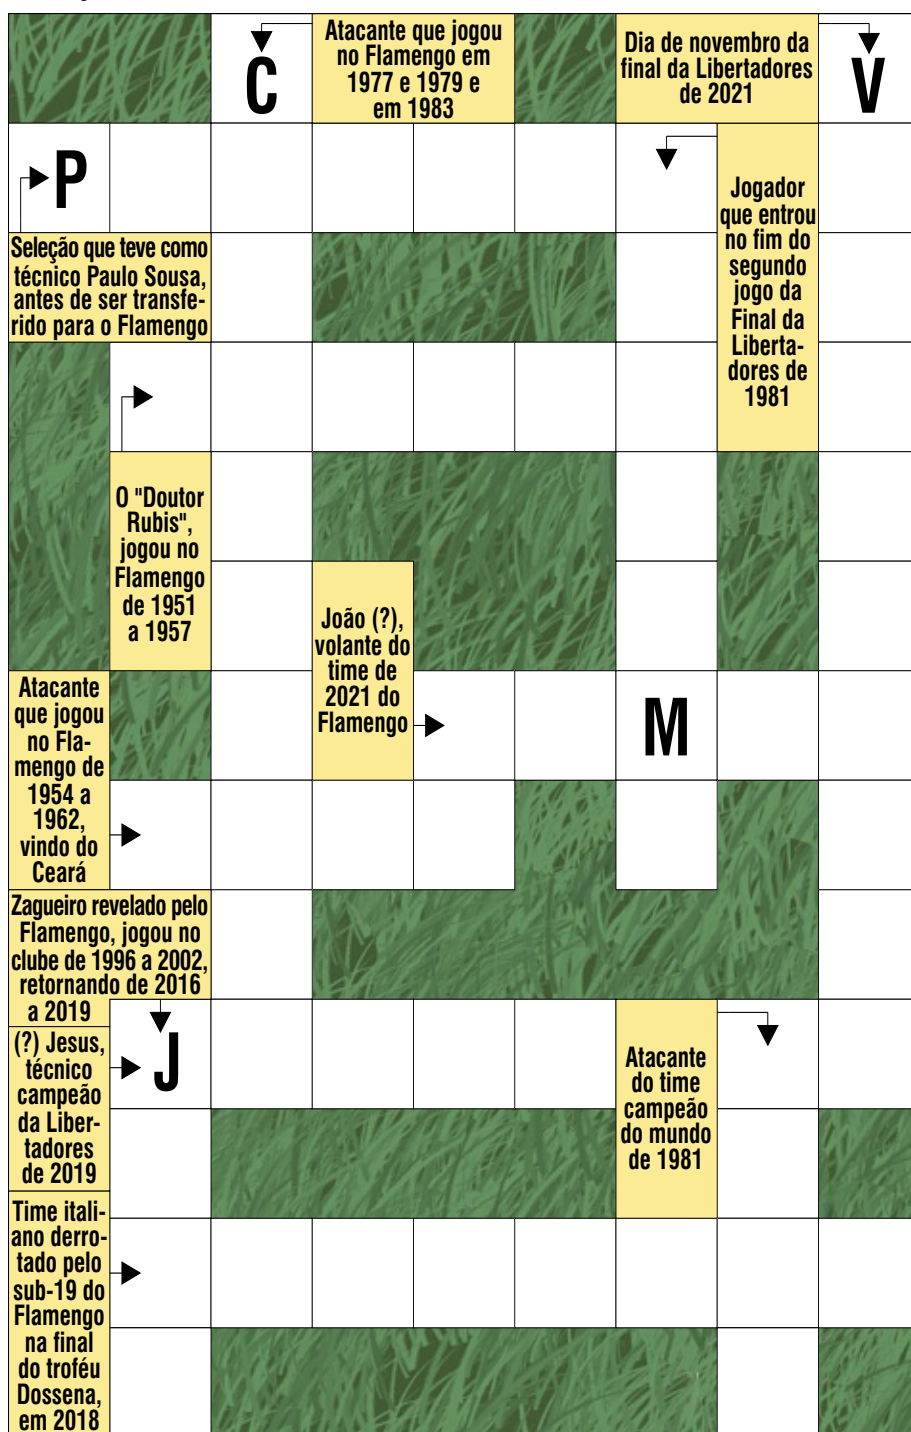 C
Atacante que jogou
no Flamengo em
1977 e 1979 e
em 1983
Dia de novembro da
final da Libertadores
de 2021
V
P
Jogador
que entrou
no fim do
segundo
jogo da
Final da
Liberta-
dores de
1981
Seleção que teve como
técnico Paulo Sousa,
antes de ser transfe-
rido para o Flamengo
O "Doutor
Rubis",
jogou no
Flamengo
de 1951
a 1957
João (?),
volante do
time de
2021 do
Flamengo
M
Atacante
que jogou
no Fla-
mengo de
1954 a
1962,
vindo do
Ceará
Zagueiro revelado pelo
Flamengo, jogou no
clube de 1996 a 2002,
retornando de 2016
a 2019
(?) Jesus,
técnico
campeão
da Liber-
tadores
de 2019
J
Atacante
do time
campeão
do mundo
de 1981
Time itali-
ano derro-
tado pelo
sub-19 do
Flamengo
na final
do troféu
Dossena,
em 2018